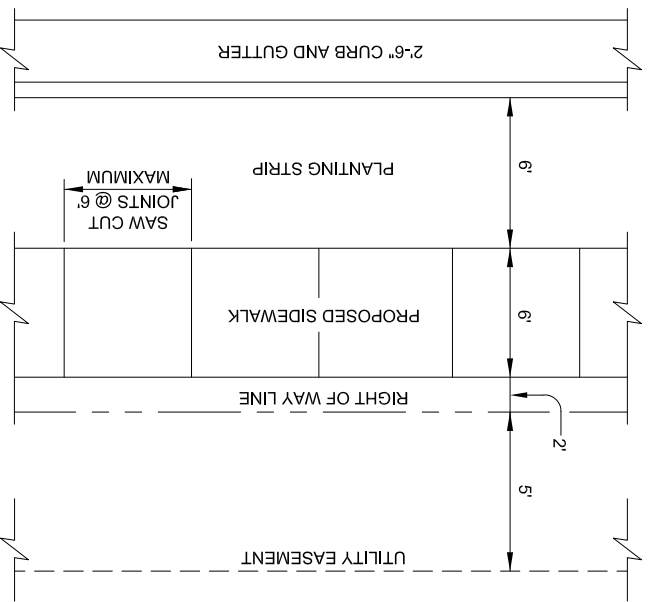 UTILITY EASEMENT
5'
2'
RIGHT OF WAY LINE
6'
PROPOSED SIDEWALK
SAW CUT
JOINTS @ 6'
MAXIMUM
6'
PLANTING STRIP
2'-6" CURB AND GUTTER